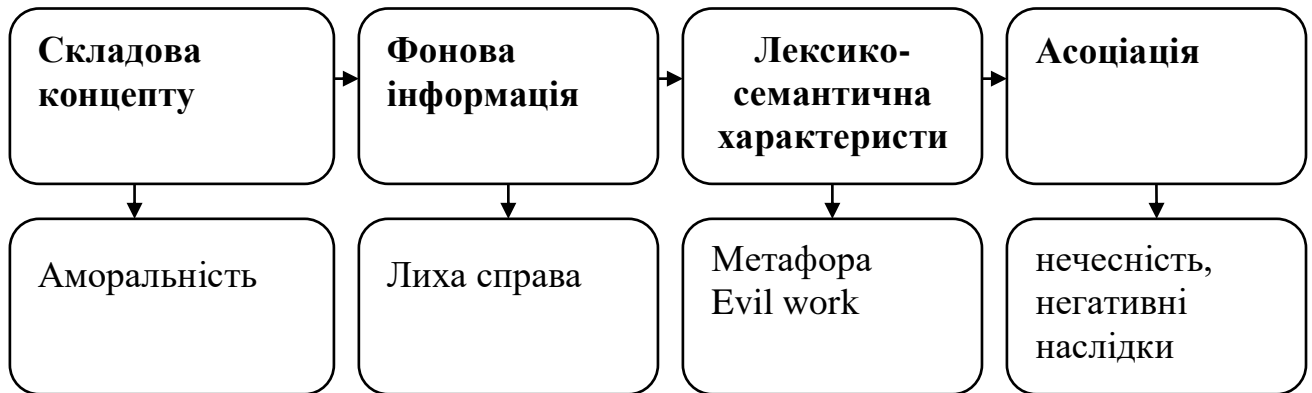 Складова
концепту
Фонова
інформація
Лексико-
семантична
характеристи
Асоціація
Аморальність
Лиха справа
Метафора
Evil work
нечесність,
негативні
наслідки